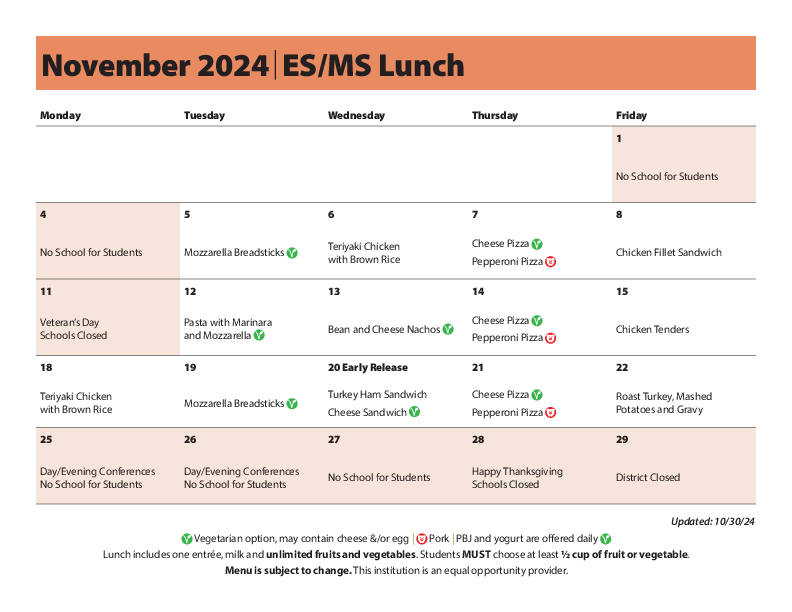 November 2024 | ES/MS Lunch
Monday Tuesday Wednesday Thursday Friday
1
No School for Students
4
No School for Students
5
Mozzarella Breadsticks
6
Teriyaki Chicken
with Brown Rice
7
Cheese Pizza
Pepperoni Pizza
8
Chicken Fillet Sandwich
11
Veteran's Day
Schools Closed
12
Pasta with Marinara
and Mozzarella
13
Bean and Cheese Nachos
14
Cheese Pizza
Pepperoni Pizza
15
Chicken Tenders
18
Teriyaki Chicken
with Brown Rice
19
Mozzarella Breadsticks
20 Early Release
Turkey Ham Sandwich
Cheese Sandwich
21
Cheese Pizza
Pepperoni Pizza
22
Roast Turkey, Mashed
Potatoes and Gravy
25
Day/Evening Conferences
No School for Students
26
Day/Evening Conferences
No School for Students
27
No School for Students
28
Happy Thanksgiving
Schools Closed
29
District Closed
Updated: 10/30/24
Vegetarian option, may contain cheese &/or egg | Pork | PBJ and yogurt are offered daily
Lunch includes one entrée, milk and unlimited fruits and vegetables. Students MUST choose at least ½ cup of fruit or vegetable.
Menu is subject to change. This institution is an equal opportunity provider.